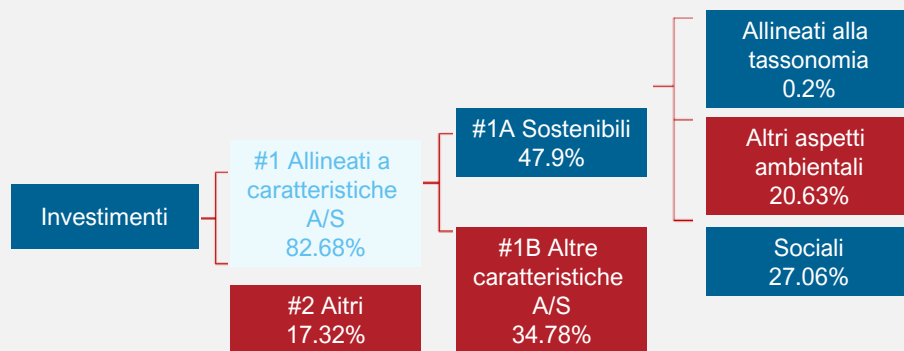 Investimenti
#1 Allineati a
caratteristiche
A/S
82.68%
#2 Aitri
17.32%
#1A Sostenibili
47.9%
#1B Altre
caratteristiche
A/S
34.78%
Allineati alla
tassonomia
0.2%
Altri aspetti
ambientali
20.63%
Sociali
27.06%